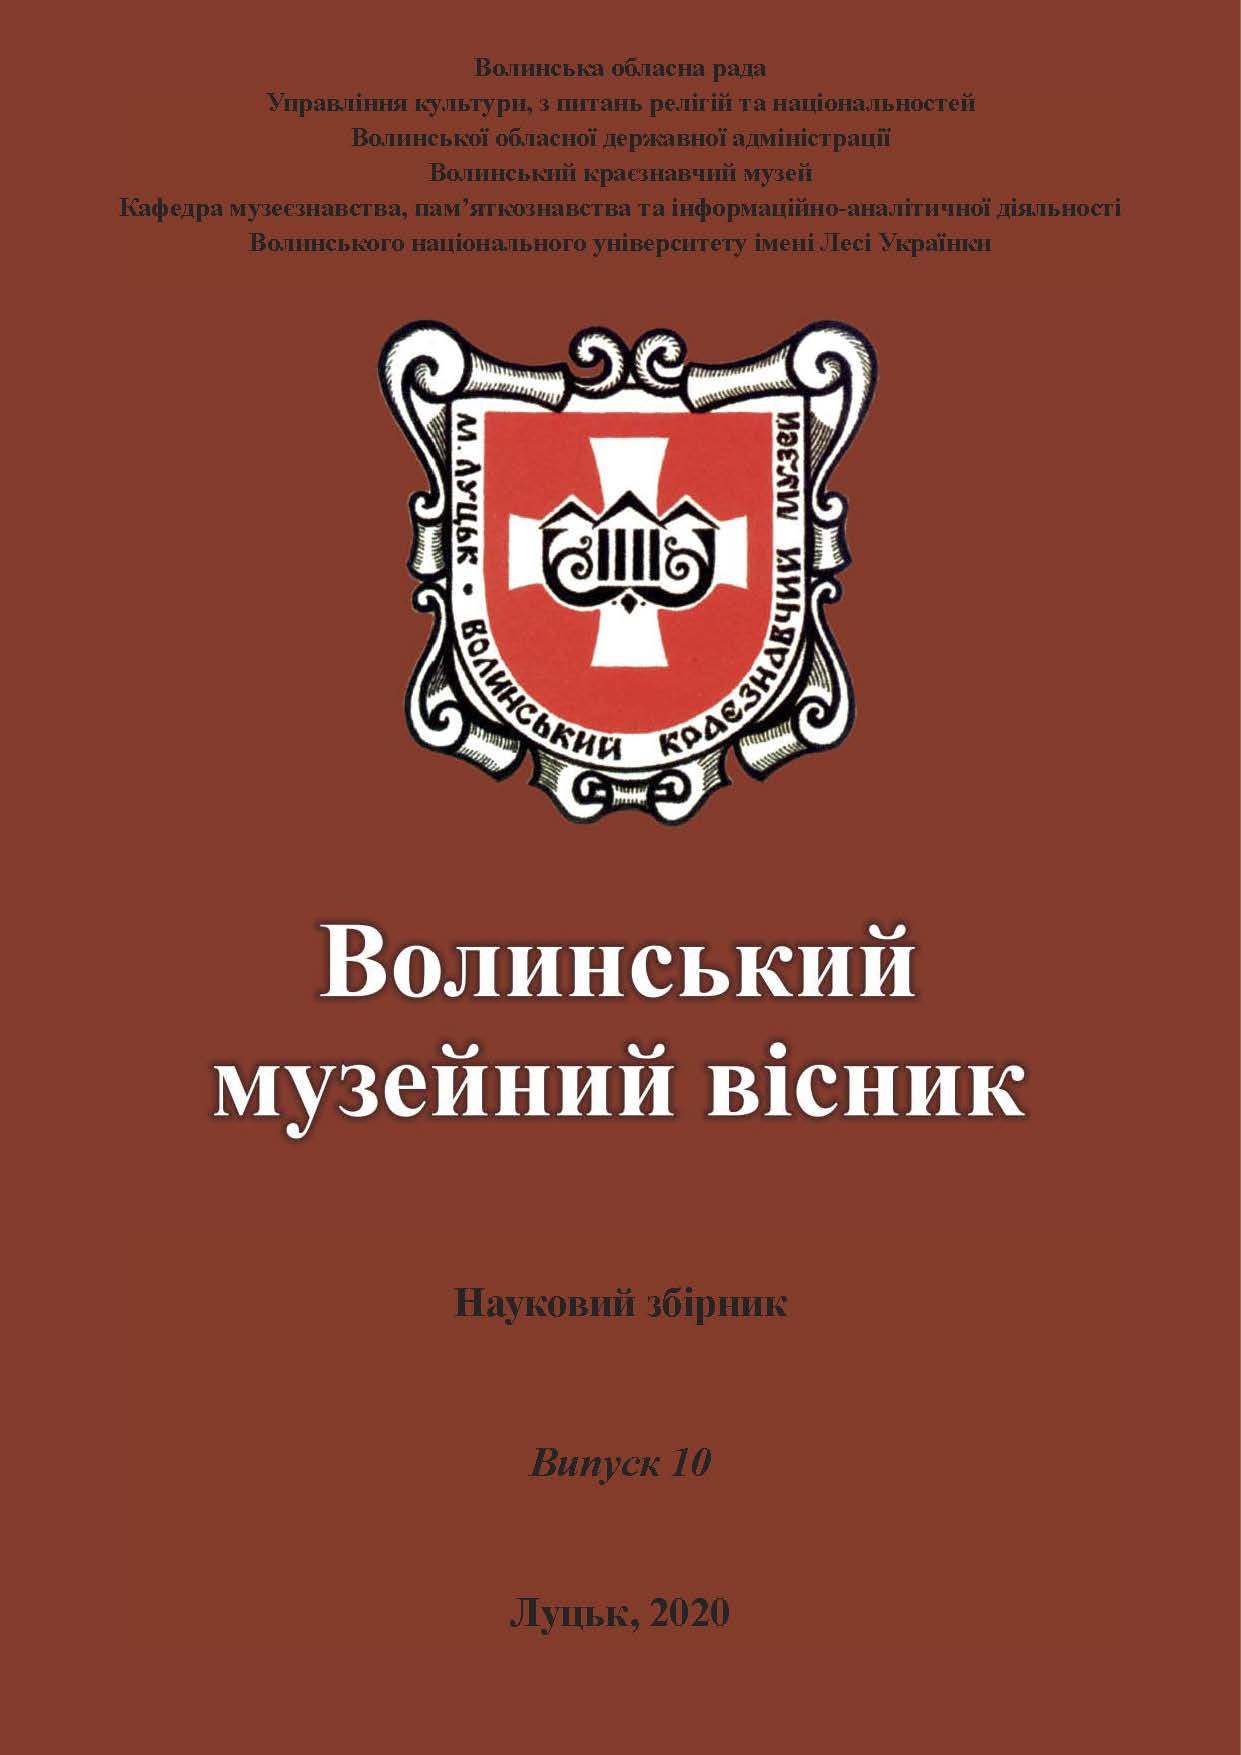 Волинська обласна рада
Управління культури, з питань релігій та національностей
Волинської обласної державної адміністрації
Волинський краєзнавчий музей
Кафедра музеєзнавства, пам’яткознавства та інформаційно-аналітичної діяльності
Волинського національного університету імені Лесі Українки
М. ЛУЦЬК • ВОЛИНСЬКИЙ КРАЄЗНАВЧИЙ МУЗЕЙ
Волинський
музейний вісник
Науковий збірник
Випуск 10
Луцьк, 2020